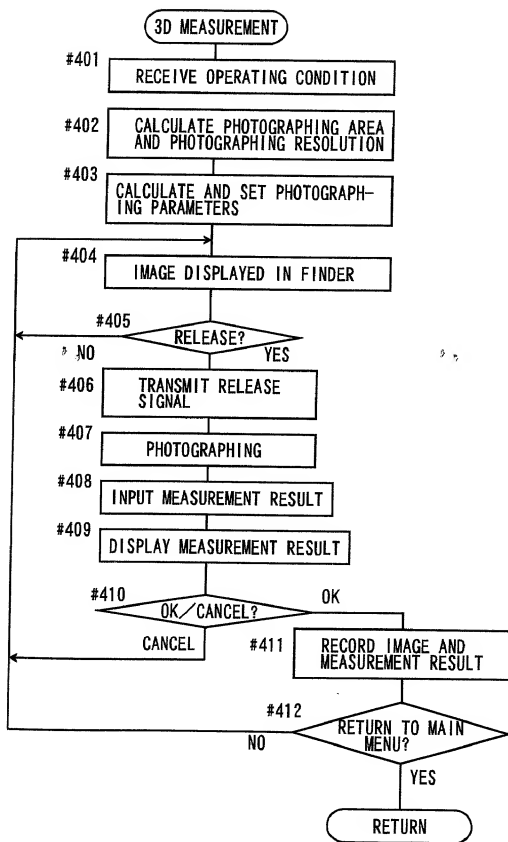 3D MEASUREMENT
#401
RECEIVE OPERATING CONDITION
#402
CALCULATE PHOTOGRAPHING AREA
AND PHOTOGRAPHING RESOLUTION
#403
CALCULATE AND SET PHOTOGRAPH-
ING PARAMETERS
#404
IMAGE DISPLAYED IN FINDER
#405
RELEASE?
NO
YES
#406
TRANSMIT RELEASE
SIGNAL
#407
PHOTOGRAPHING
#408
INPUT MEASUREMENT RESULT
#409
DISPLAY MEASUREMENT RESULT
#410
OK/CANCEL?
OK
CANCEL
#411
RECORD IMAGE AND
MEASUREMENT RESULT
#412
RETURN TO MAIN
MENU?
NO
YES
RETURN